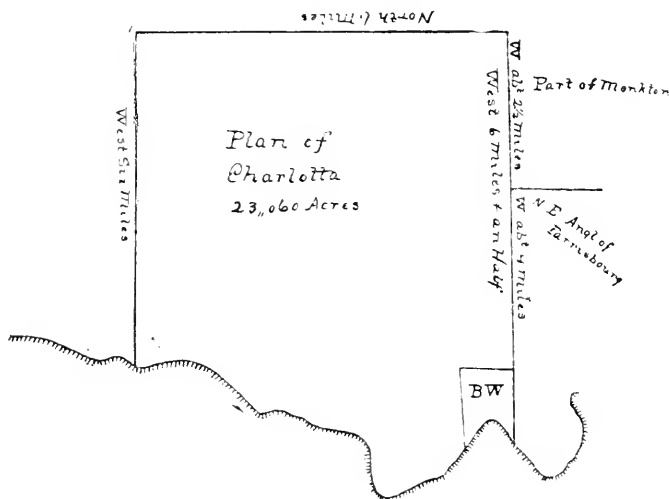 North 6 Miles
West Six Miles
Plan of
Charlotta
23,,060 Acres
West 6 Miles & an Half
W abt 2½ Miles
Part of Monkton
W abt 4 Miles
N E Angl of
Farrisbourg
BW